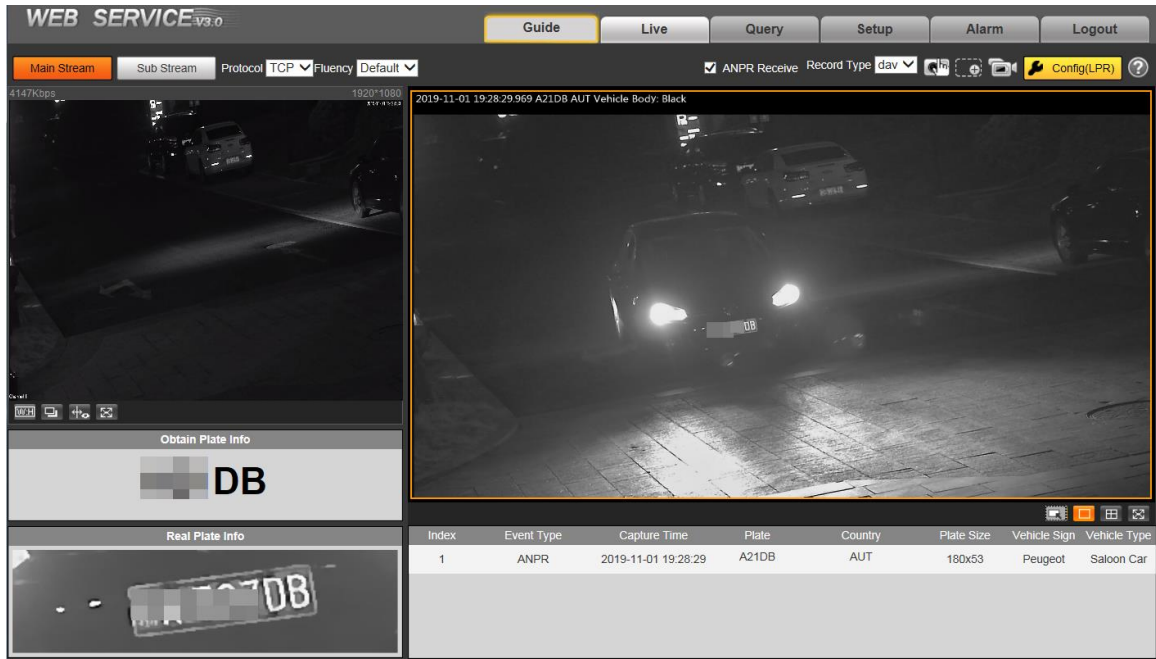 WEB SERVICE V3.0
Guide
Live
Query
Setup
Alarm
Logout
Main Stream
Sub Stream
Protocol TCP Fluency Default
ANPR Receive
Record Type dav
Config(LPR)
?
4147Kbps
1920*1080
2019-11-01 19:28:29.969 A21DB AUT Vehicle Body: Black
DB
W:H
Obtain Plate Info
DB
Real Plate Info
DB
Index Event Type Capture Time Plate Country Plate Size Vehicle Sign Vehicle Type
1 ANPR 2019-11-01 19:28:29 A21DB AUT 180x53 Peugeot Saloon Car